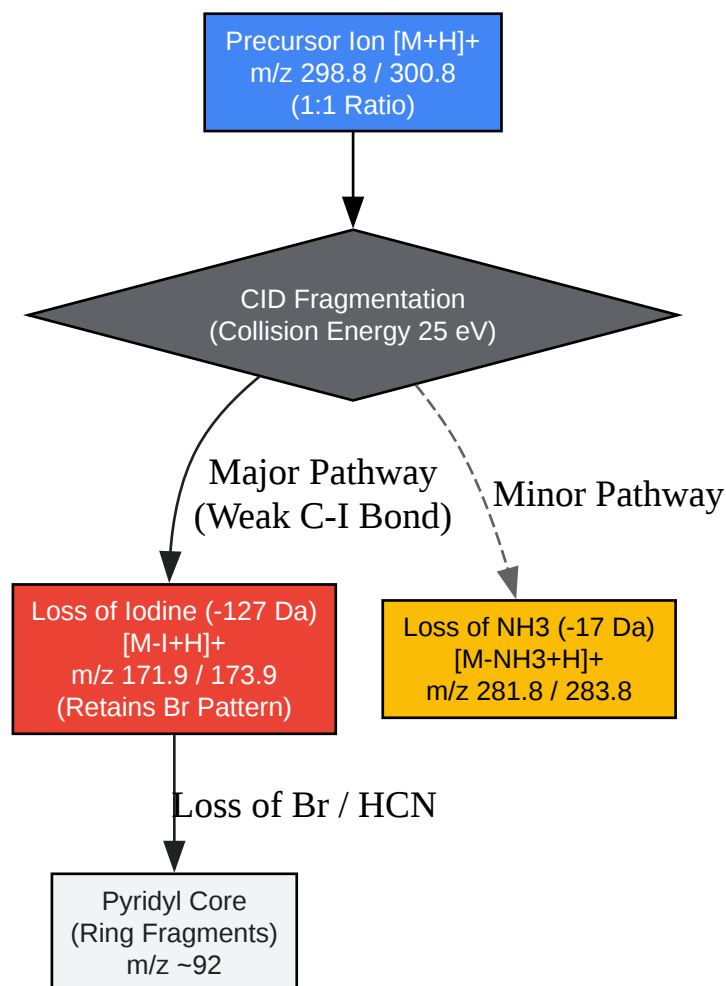 Precursor Ion [M+H]+
m/z 298.8 / 300.8
(1:1 Ratio)
CID Fragmentation
(Collision Energy 25 eV)
Major Pathway
(Weak C-I Bond)
Minor Pathway
Loss of Iodine (-127 Da)
[M-I+H]+
m/z 171.9 / 173.9
(Retains Br Pattern)
Loss of NH3 (-17 Da)
[M-NH3+H]+
m/z 281.8 / 283.8
Loss of Br / HCN
Pyridyl Core
(Ring Fragments)
m/z ~92